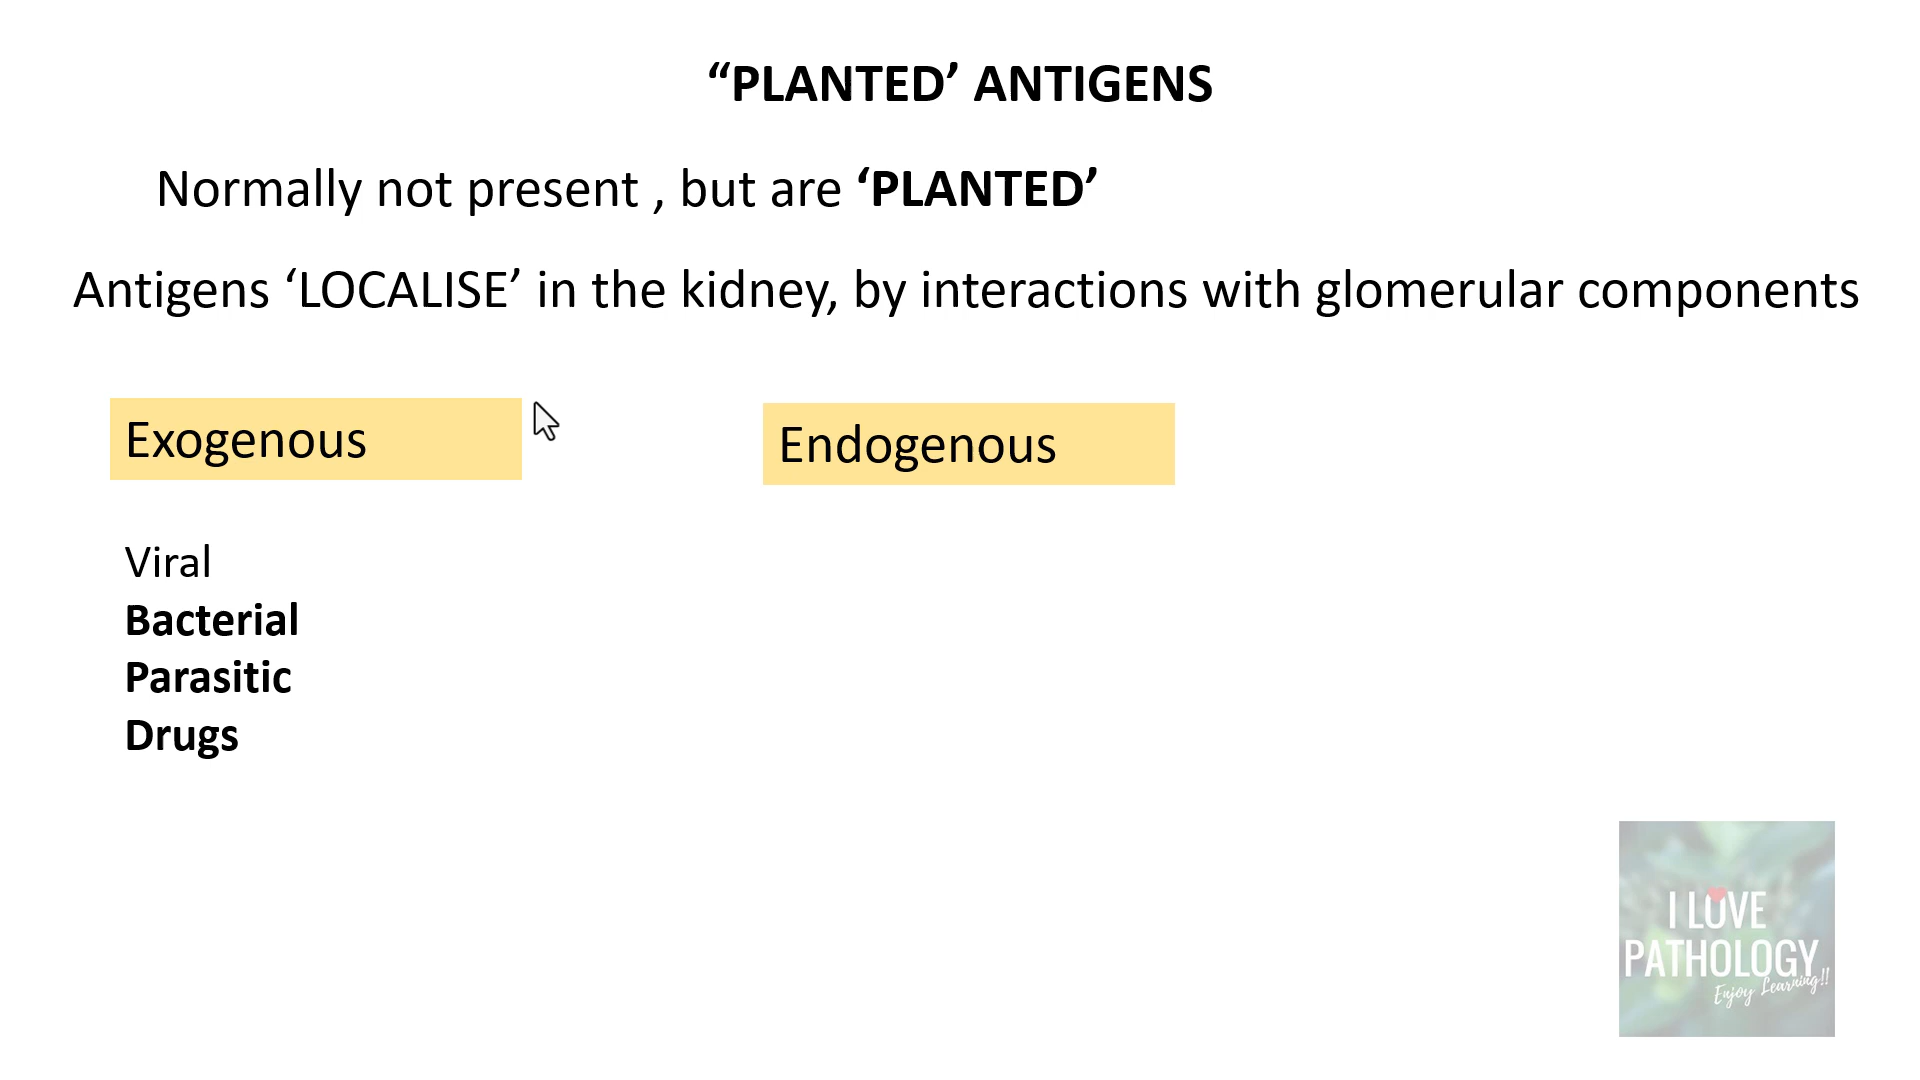 “PLANTED’ ANTIGENS
Normally not present , but are ‘PLANTED’
Antigens ‘LOCALISE’ in the kidney, by interactions with glomerular components
Exogenous
Endogenous
Viral
Bacterial
Parasitic
Drugs
I LOVE
PATHOLOGY
Enjoy Learning!!